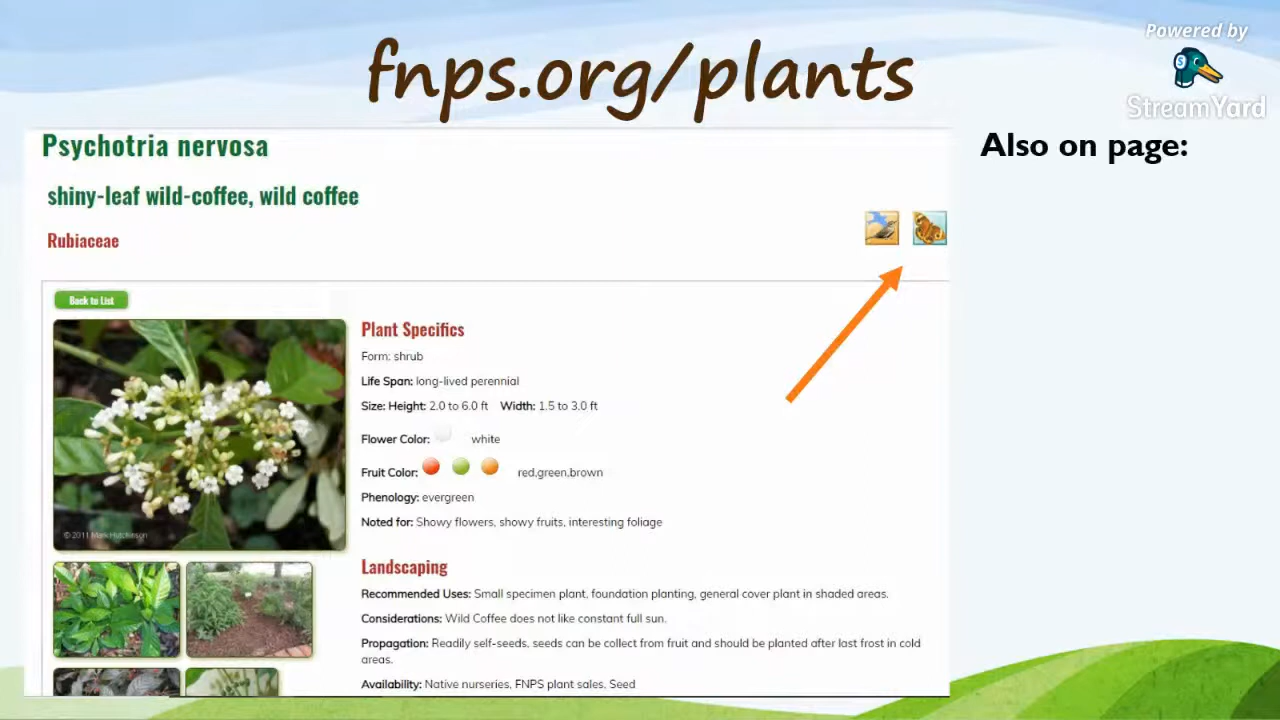 fnps.org/plants
Powered by
StreamYard
Psychotria nervosa
shiny-leaf wild-coffee, wild coffee
Rubiaceae
Also on page:
Back to List
Plant Specifics
Form: shrub
Life Span: long-lived perennial
Size: Height: 2.0 to 6.0 ft Width: 1.5 to 3.0 ft
Flower Color: white
Fruit Color: red,green,brown
Phenology: evergreen
Noted for: Showy flowers, showy fruits, interesting foliage
© 2011 Mark Hutchinson
Landscaping
Recommended Uses: Small specimen plant, foundation planting, general cover plant in shaded areas.
Considerations: Wild Coffee does not like constant full sun.
Propagation: Readily self-seeds, seeds can be collect from fruit and should be planted after last frost in cold
areas.
Availability: Native nurseries, FNPS plant sales, Seed